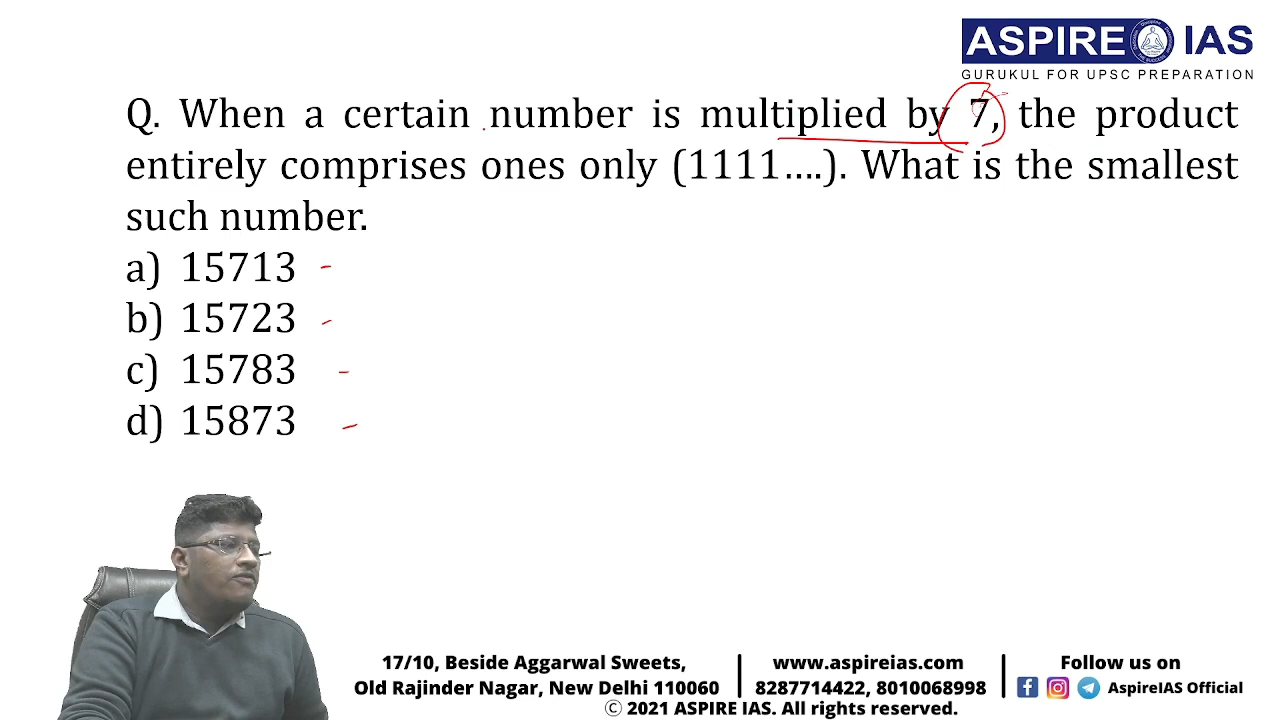 ASPIRE IAS
GURUKUL FOR UPSC PREPARATION
Q. When a certain number is multiplied by 7, the product
entirely comprises ones only (1111....). What is the smallest
such number.
a) 15713
b) 15723
c) 15783
d) 15873
17/10, Beside Aggarwal Sweets,
Old Rajinder Nagar, New Delhi 110060
www.aspireias.com
8287714422, 8010068998
Follow us on
AspireIAS Official
Ⓒ 2021 ASPIRE IAS. All rights reserved.